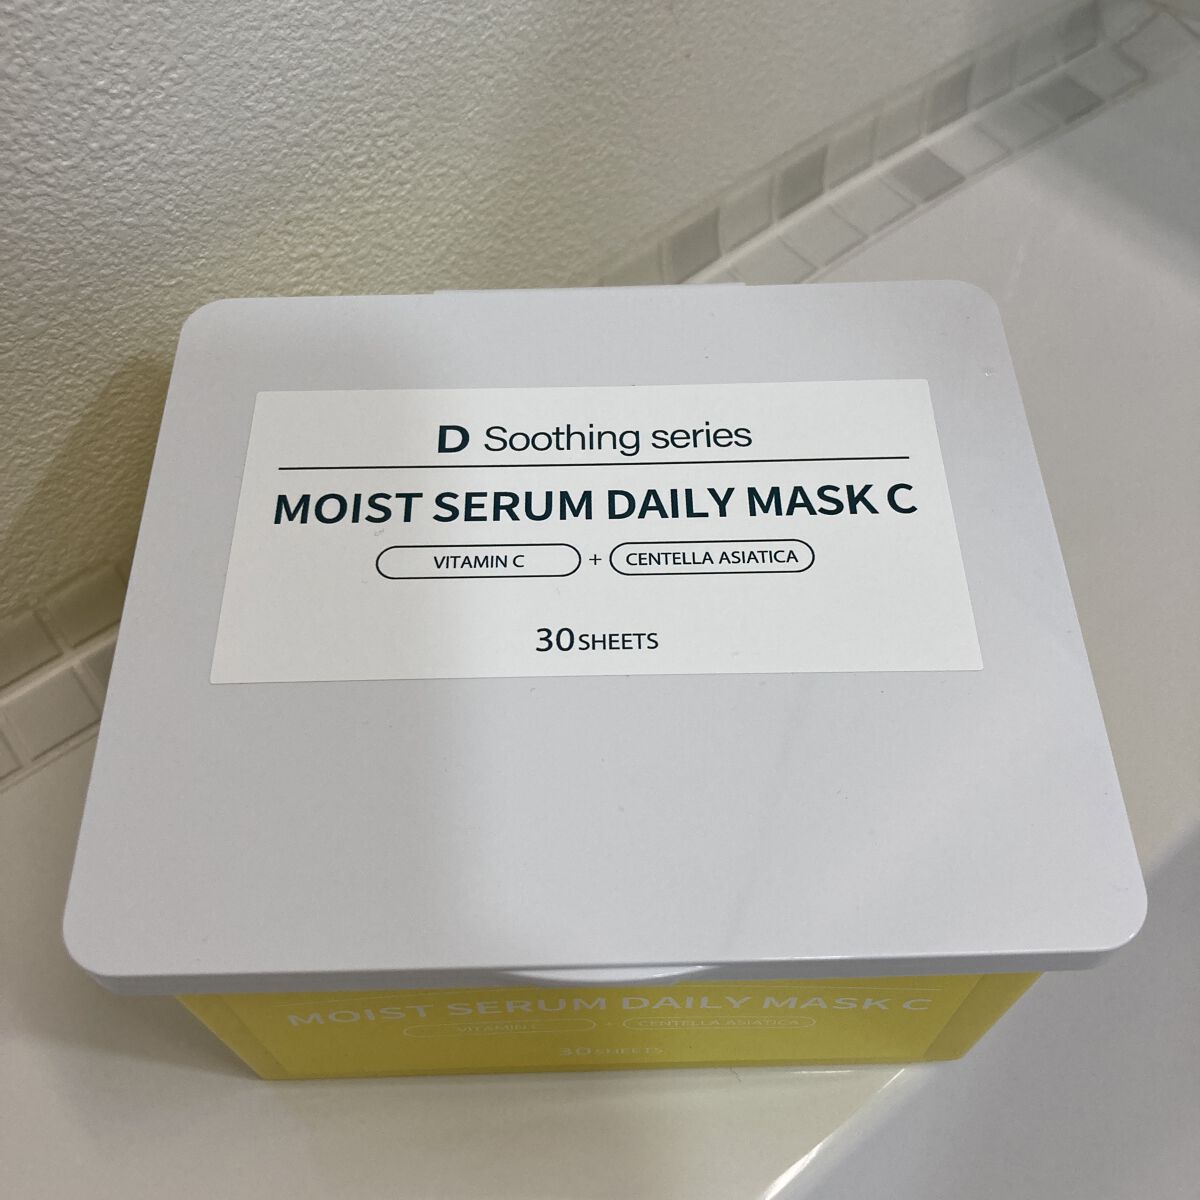 D Soothing series
MOIST SERUM DAILY MASK C
VITAMIN C + CENTELLA ASIATICA
30 SHEETS
MOIST SERUM DAILY MASK C
VITAMIN C + CENTELLA ASIATICA
30 SHEETS